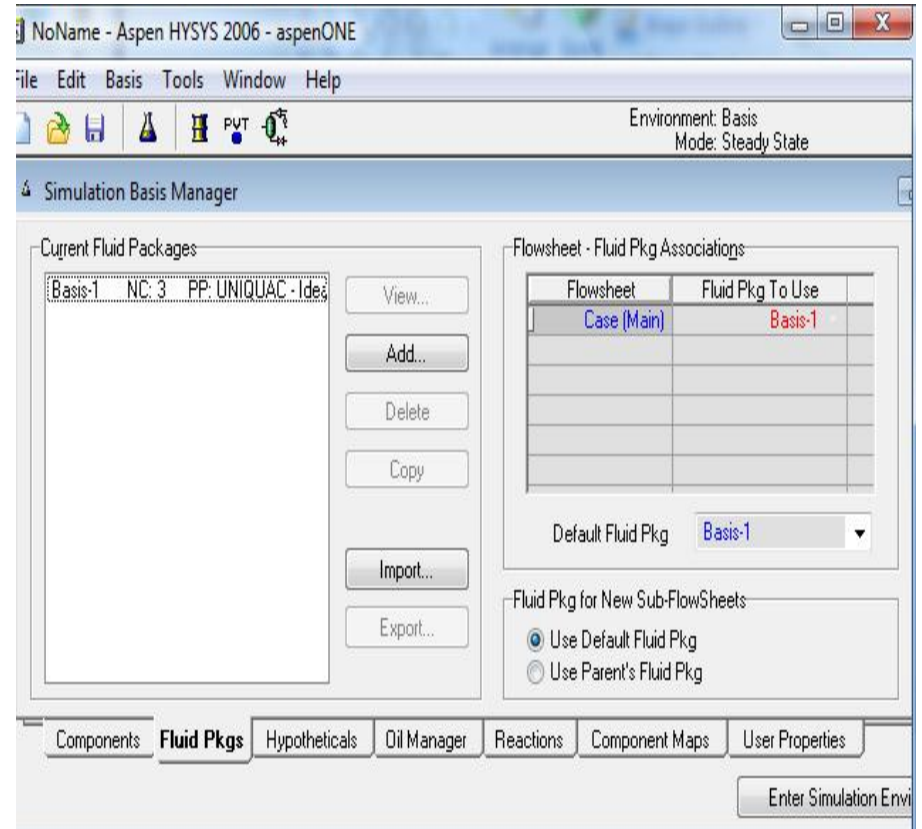 NoName - Aspen HYSYS 2006 - aspenONE
File Edit Basis Tools Window Help
PVT
Environment: Basis
Mode: Steady State
Simulation Basis Manager
Current Fluid Packages
Basis-1 NC: 3 PP: UNIQUAC - Idea
View...
Add...
Delete
Copy
Import...
Export...
Flowsheet - Fluid Pkg Associations
Flowsheet Fluid Pkg To Use
Case (Main) Basis-1
Default Fluid Pkg Basis-1
Fluid Pkg for New Sub-FlowSheets
Use Default Fluid Pkg
Use Parent's Fluid Pkg
Components Fluid Pkgs Hypotheticals Oil Manager Reactions Component Maps User Properties
Enter Simulation Envi